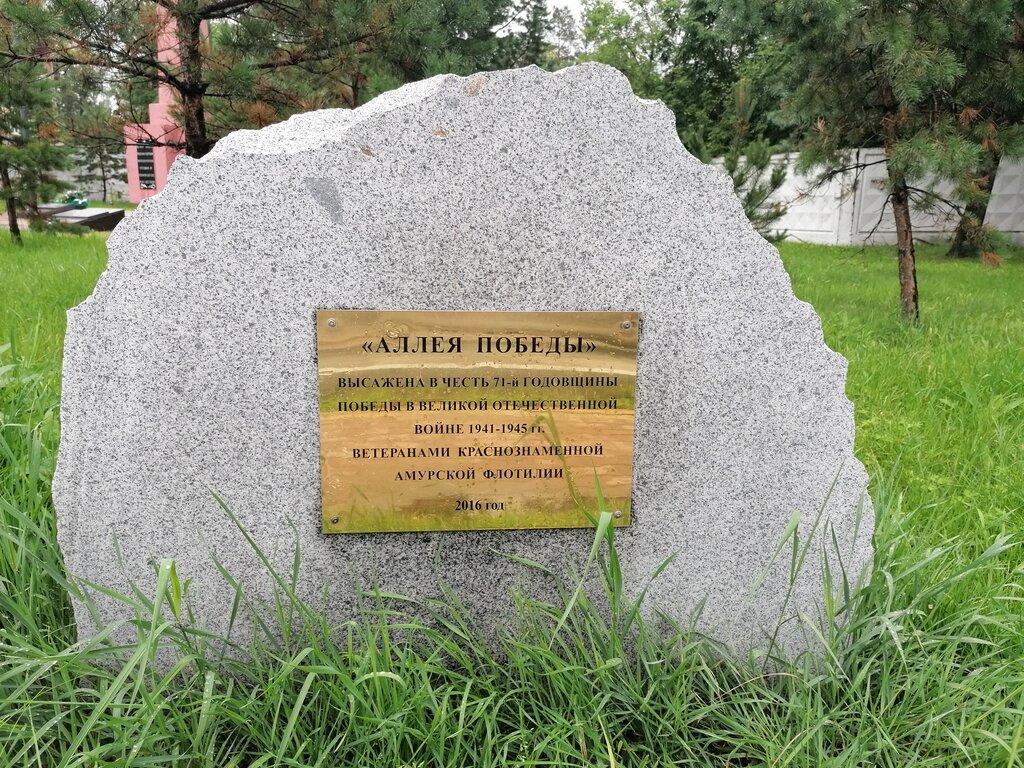 «АЛЛЕЯ ПОБЕДЫ»
ВЫСАЖЕНА В ЧЕСТЬ 71-й ГОДОВЩИНЫ
ПОБЕДЫ В ВЕЛИКОЙ ОТЕЧЕСТВЕННОЙ
ВОЙНЕ 1941-1945 гг.
ВЕТЕРАНАМИ КРАСНОЗНАМЕННОЙ
АМУРСКОЙ ФЛОТИЛИИ
2016 год